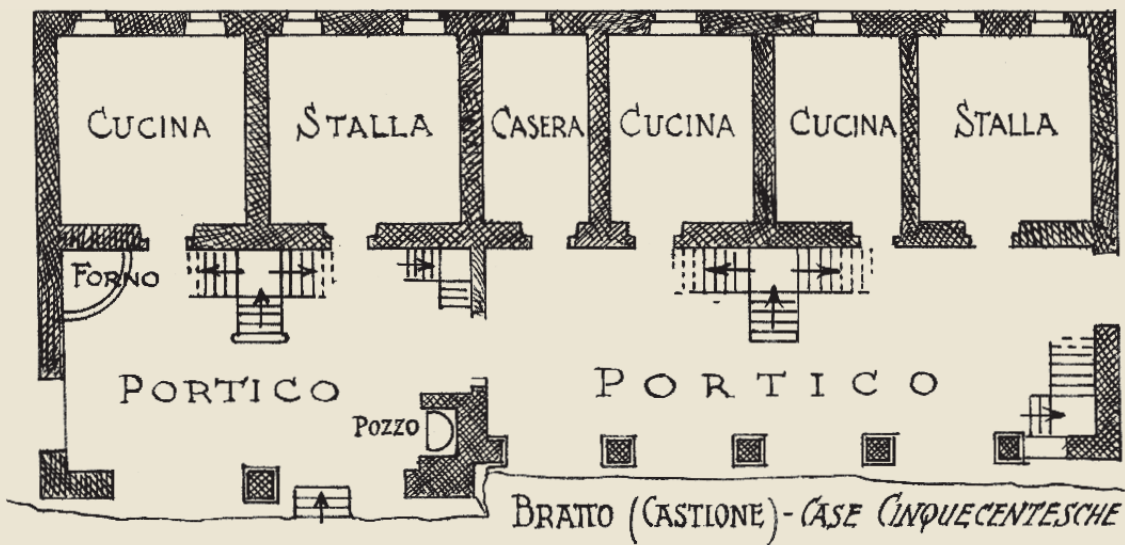 CUCINA STALLA CASERA CUCINA CUCINA STALLA
FORNO
PORTICO PORTICO
POZZO
BRATTO (CASTIONE) - CASE CINQUECENTESCHE